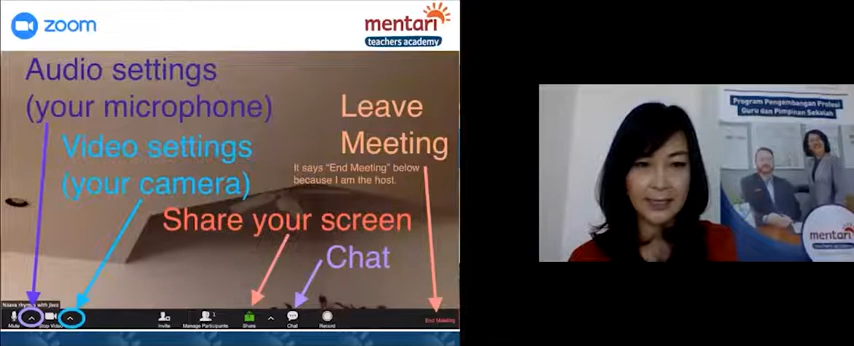 zoom
mentari
teachers academy
Audio settings
(your microphone)
Leave
Meeting
Video settings
(your camera)
It says "End Meeting" below
because I am the host.
Share your screen
Chat
Mute
Stop Video
Invite
1
Manage Participants
Share
Chat
Record
End Meeting
Program Pengembangan Profesi
Guru dan Pimpinan Sekolah
mentari
teachers academy